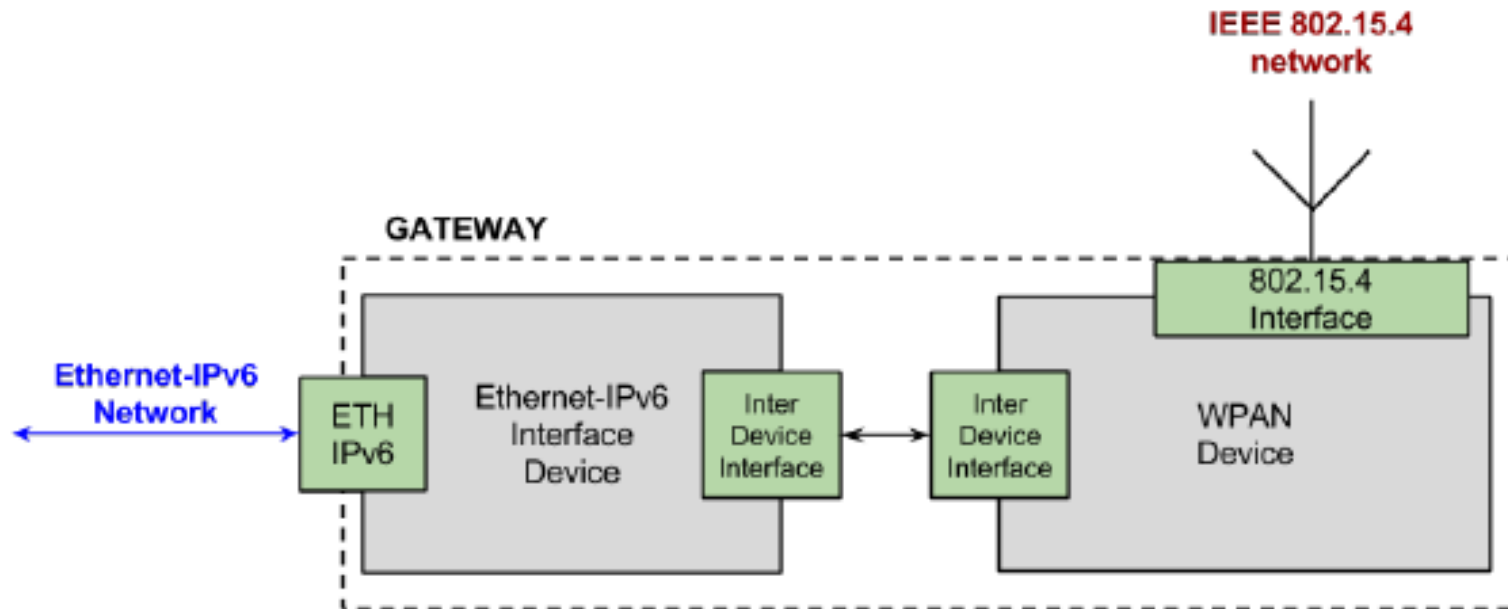 IEEE 802.15.4
network
GATEWAY
802.15.4
Interface
Ethernet-IPv6
Network
ETH
IPv6
Ethernet-IPv6
Interface
Device
Inter
Device
Interface
Inter
Device
Interface
WPAN
Device